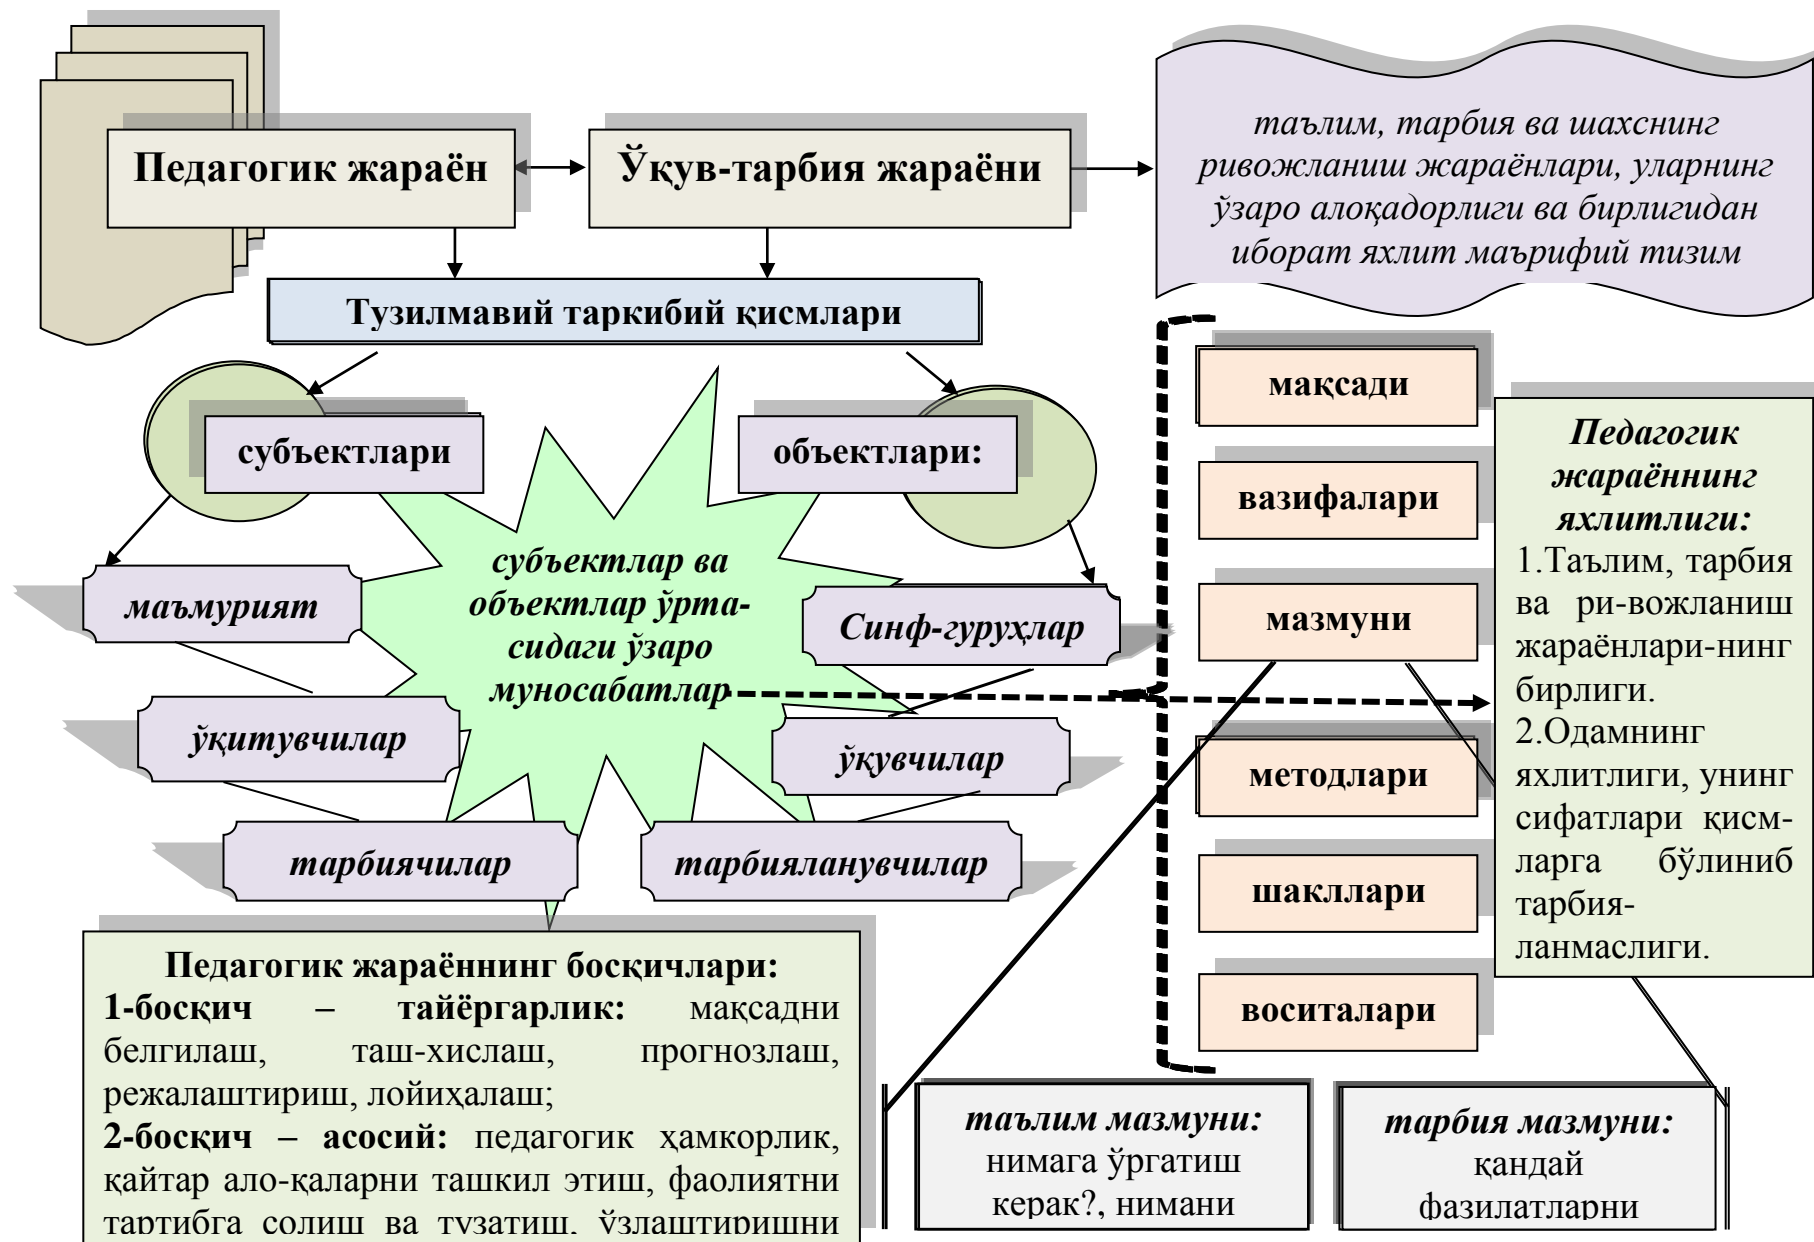 Педагогик жараён
Ўқув-тарбия жараёни
таълим, тарбия ва шахснинг
ривожланиш жараёнлари, уларнинг
ўзаро алоқадорлиги ва бирлигидан
иборат яхлит маърифий тизим
Тузилмавий таркибий қисмлари
субъектлари
объектлари:
субъектлар ва
объектлар ўрта-
сидаги ўзаро
муносабатлар
маъмурият
ўқитувчилар
тарбиячилар
Синф-гуруҳлар
ўқувчилар
тарбияланувчилар
мақсади
вазифалари
мазмуни
методлари
шакллари
воситалари
Педагогик
жараённинг
яхлитлиги:
1.Таълим, тарбия
ва ри-вожланиш
жараёнлари-нинг
бирлиги.
2.Одамнинг
яхлитлиги, унинг
сифатлари қисм-
ларга бўлиниб
тарбия-
ланмаслиги.
Педагогик жараённинг босқичлари:
1-босқич – тайёргарлик: мақсадни
белгилаш, таш-хислаш, прогнозлаш,
режалаштириш, лойиҳалаш;
2-босқич – асосий: педагогик ҳамкорлик,
қайтар ало-қаларни ташкил этиш, фаолиятни
тартибга солиш ва тузатиш, ўзлаштиришни
таълим мазмуни:
нимага ўргатиш
керак?, нимани
тарбия мазмуни:
қандай
фазилатларни